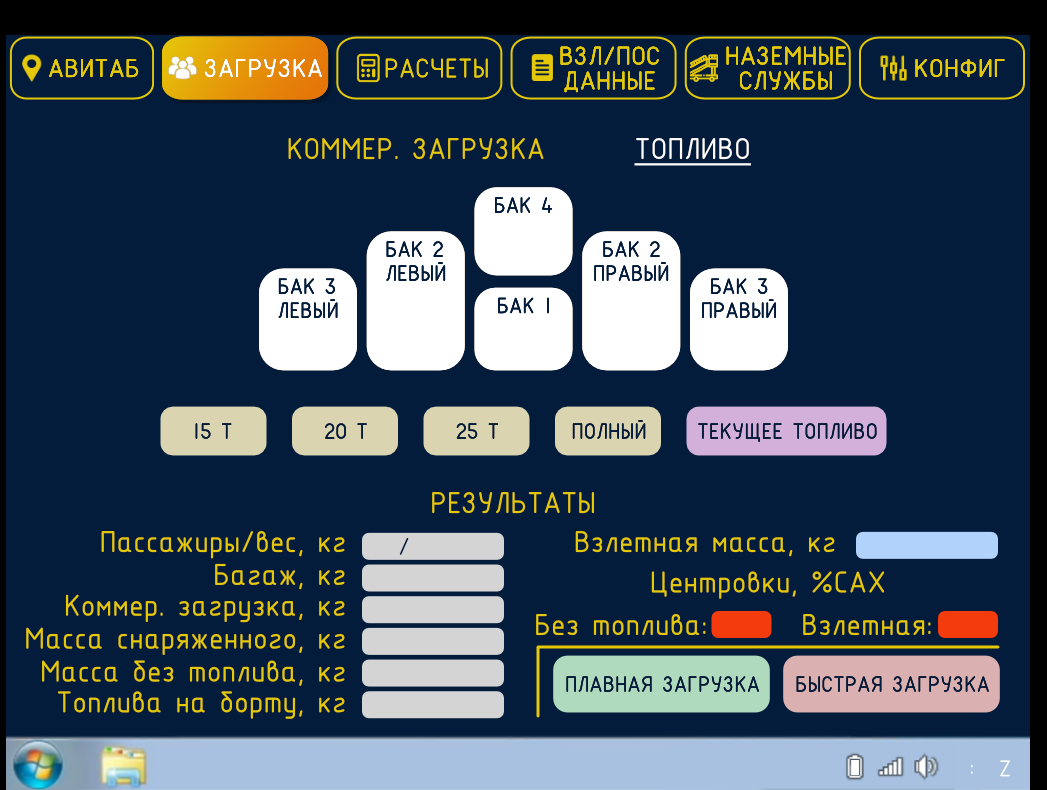 АВИТАБ
ЗАГРУЗКА
РАСЧЕТЫ
ВЗЛ/ПОС
ДАННЫЕ
НАЗЕМНЫЕ
СЛУЖБЫ
КОНФИГ
КОММЕР. ЗАГРУЗКА
ТОПЛИВО
БАК 3
ЛЕВЫЙ
БАК 2
ЛЕВЫЙ
БАК 4
БАК 1
БАК 2
ПРАВЫЙ
БАК 3
ПРАВЫЙ
15 Т
20 Т
25 Т
ПОЛНЫЙ
ТЕКУЩЕЕ ТОПЛИВО
РЕЗУЛЬТАТЫ
Пассажиры/вес, кг
/
Багаж, кг
Коммер. загрузка, кг
Масса снаряженного, кг
Масса без топлива, кг
Топлива на борту, кг
Взлетная масса, кг
Центровки, %САХ
Без топлива:
Взлетная:
ПЛАВНАЯ ЗАГРУЗКА
БЫСТРАЯ ЗАГРУЗКА
: Z